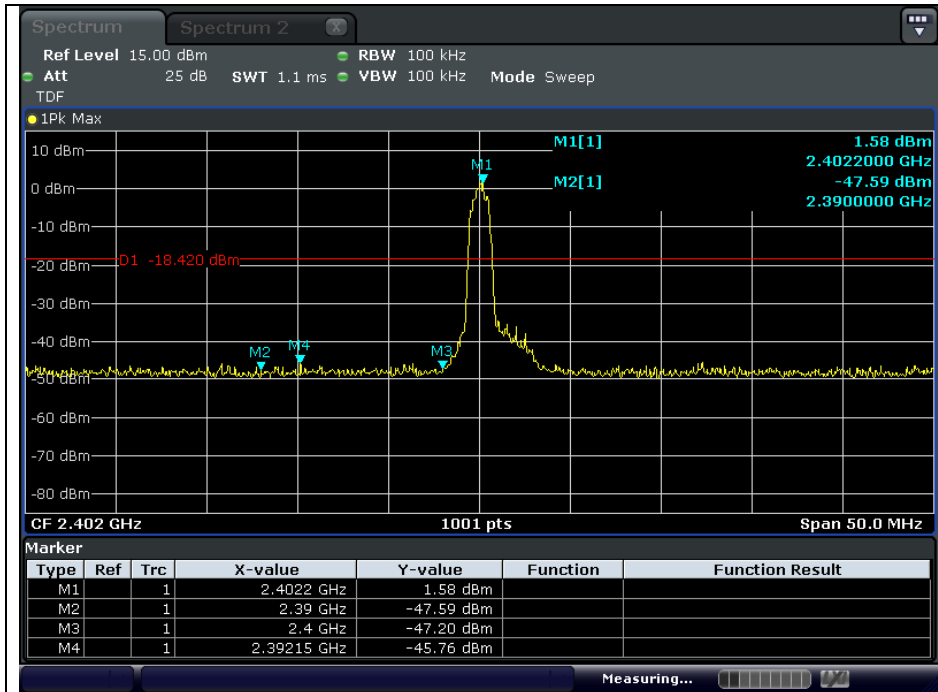 Spectrum Spectrum 2 X
Ref Level 15.00 dBm RBW 100 kHz
Att 25 dB SWT 1.1 ms VBW 100 kHz Mode Sweep
TDF
1Pk Max
M1[1] 1.58 dBm
2.4022000 GHz
M2[1] -47.59 dBm
2.3900000 GHz
10 dBm
M1
0 dBm
-10 dBm
D1 -18.420 dBm
-20 dBm
-30 dBm
-40 dBm
M2 M4 M3
-50 dBm
-60 dBm
-70 dBm
-80 dBm
CF 2.402 GHz 1001 pts Span 50.0 MHz
Marker
Type Ref Trc X-value Y-value Function Function Result
M1 1 2.4022 GHz 1.58 dBm
M2 1 2.39 GHz -47.59 dBm
M3 1 2.4 GHz -47.20 dBm
M4 1 2.39215 GHz -45.76 dBm
Measuring...